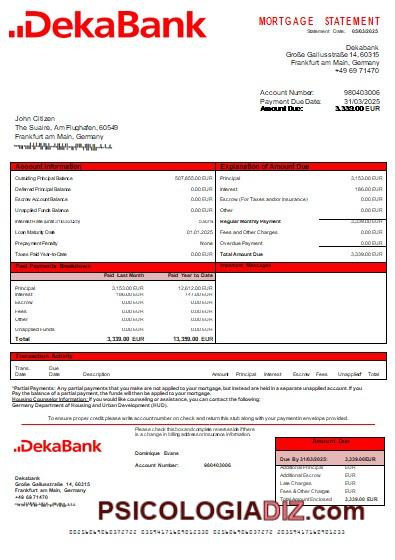 DekaBank
MORTGAGE STATEMENT
Statement Date: 05/03/2025
Dekabank
Große Gallusstraße 14, 60315
Frankfurt am Main, Germany
+49 69 71470
Account Number: 980403006
Payment Due Date: 31/03/2025
Amount Due: 3,339.00 EUR
John Citizen
The Suaire, Am Flughafen, 60549
Frankfurt am Main, Germany
Account Information
Outstanding Principal Balance 507,655.00 EUR
Deferred Principal Balance 0.00 EUR
Escrow Account Balance 0.00 EUR
Unapplied Funds Balance 0.00 EUR
Interest Rate (until 31/03/2025)
Loan Maturity Date 01.01.2025
Prepayment Penalty None
Taxes Paid Year-to-Date 0.00 EUR
Explanation of Amount Due
Principal 3,153.00 EUR
Interest 186.00 EUR
Escrow (For Taxes and/or Insurance) 0.00 EUR
Other 0.00 EUR
Regular Monthly Payment 3,339.00 EUR
Fees and Other Charges 0.00 EUR
Overdue Payment 0.00 EUR
Total Amount Due 3,339.00 EUR
Past Payments Breakdown
Paid Last Month Paid Year to Date
Principal 3,153.00 EUR 12,612.00 EUR
Interest 186.00 EUR 747.00 EUR
Escrow 0.00 EUR 0.00 EUR
Fees 0.00 EUR 0.00 EUR
Other 0.00 EUR 0.00 EUR
Unapplied Funds 0.00 EUR 0.00 EUR
Total 3,339.00 EUR 13,359.00 EUR
Important Messages
Transaction Activity
Trans. Date Due Date Description Amount Principal Interest Escrow Fees Unapplied* Total
*Partial Payments: Any partial payments that you make are not applied to your mortgage, but instead are held in a separate unapplied account. If you
Pay the balance of a partial payment, the funds will then be applied to your mortgage.
Housing Counselor Information: If you would like counseling or assistance, you can contact the following:
Germany Department of Housing and Urban Development (HUD).
To ensure proper credit please write account number on check and return this stub along with your payment in envelope provided.
DekaBank
Please check this box and complete reverse side if there
is a change in billing address or insurance information.
Dominique Evans
Account Number: 980403006
Dekabank
Große Gallusstraße 14, 60315
Frankfurt am Main, Germany
+49 69 71470
Amount Due
Due By 31/03/2025: 3,339.00EUR
Additional Principal EUR
Additional Escrow EUR
Late Charges EUR
Fees & Other Charges EUR
Total Amount Enclosed 3,339.00 EUR
PSICOLOGIADIZ.com